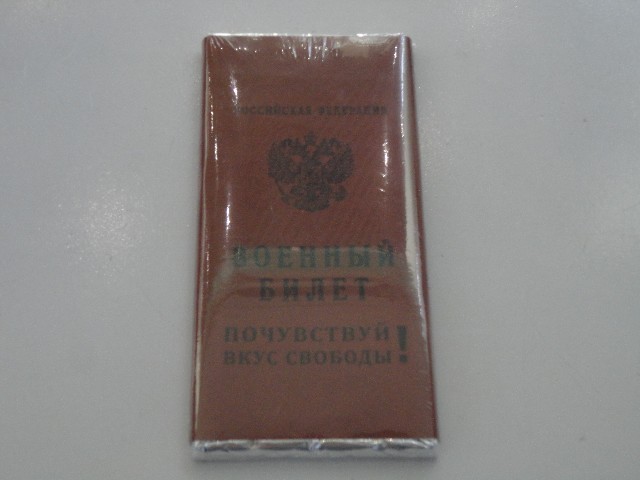 РОССИЙСКАЯ ФЕДЕРАЦИЯ
ВОЕННЫЙ
БИЛЕТ
ПОЧУВСТВУЙ
ВКУС СВОБОДЫ!